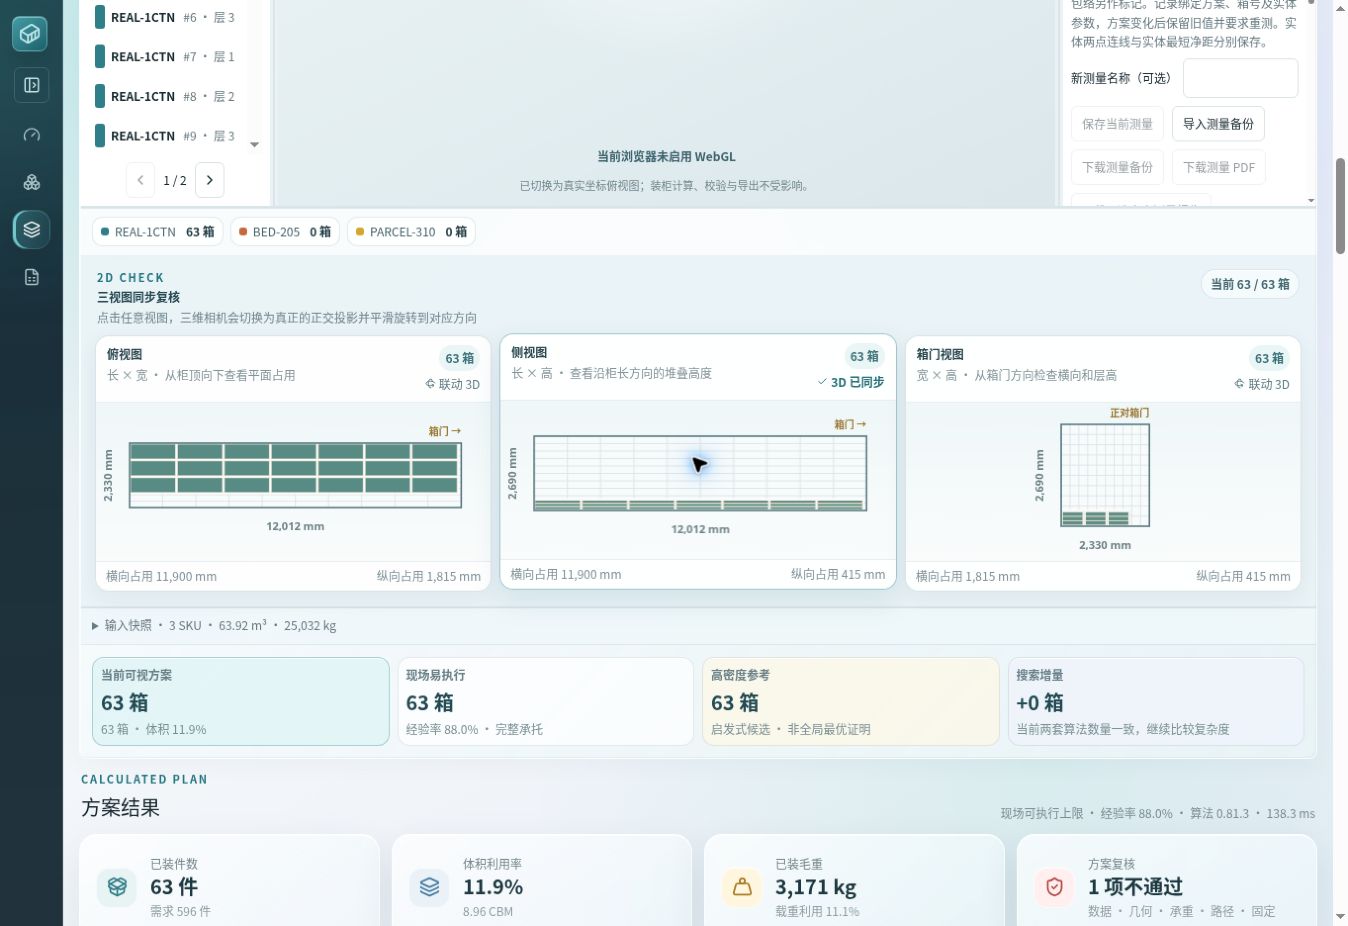 REAL-1CTN #6 · 层 3
REAL-1CTN #7 · 层 1
REAL-1CTN #8 · 层 2
REAL-1CTN #9 · 层 3
1 / 2
当前浏览器未启用 WebGL
已切换为真实坐标俯视图；装柜计算、校验与导出不受影响。
包络另作标记。记录绑定方案、箱号及实体
参数，方案变化后保留旧值并要求重测。实
体两点连线与实体最短净距分别保存。
新测量名称（可选）
保存当前测量
导入测量备份
下载测量备份
下载测量 PDF
REAL-1CTN 63 箱
BED-205 0 箱
PARCEL-310 0 箱
2D CHECK
三视图同步复核
点击任意视图，三维相机会切换为真正的正交投影并平滑旋转到对应方向
当前 63 / 63 箱
俯视图
长 × 宽 · 从柜顶向下查看平面占用
63 箱
联动 3D
箱门 →
2,330 mm
12,012 mm
横向占用 11,900 mm
纵向占用 1,815 mm
侧视图
长 × 高 · 查看沿柜长方向的堆叠高度
63 箱
3D 已同步
箱门 →
2,690 mm
12,012 mm
横向占用 11,900 mm
纵向占用 415 mm
箱门视图
宽 × 高 · 从箱门方向检查横向和层高
63 箱
联动 3D
正对箱门
2,690 mm
2,330 mm
横向占用 1,815 mm
纵向占用 415 mm
▶ 输入快照 · 3 SKU · 63.92 m³ · 25,032 kg
当前可视方案
63 箱
63 箱 · 体积 11.9%
现场易执行
63 箱
经验率 88.0% · 完整承托
高密度参考
63 箱
启发式候选 · 非全局最优证明
搜索增量
+0 箱
当前两套算法数量一致，继续比较复杂度
CALCULATED PLAN
方案结果
现场可执行上限 · 经验率 88.0% · 算法 0.81.3 · 138.3 ms
已装件数
63 件
需求 596 件
体积利用率
11.9%
8.96 CBM
已装毛重
3,171 kg
载重利用 11.1%
方案复核
1 项不通过
数据 · 几何 · 承重 · 路径 · 固定